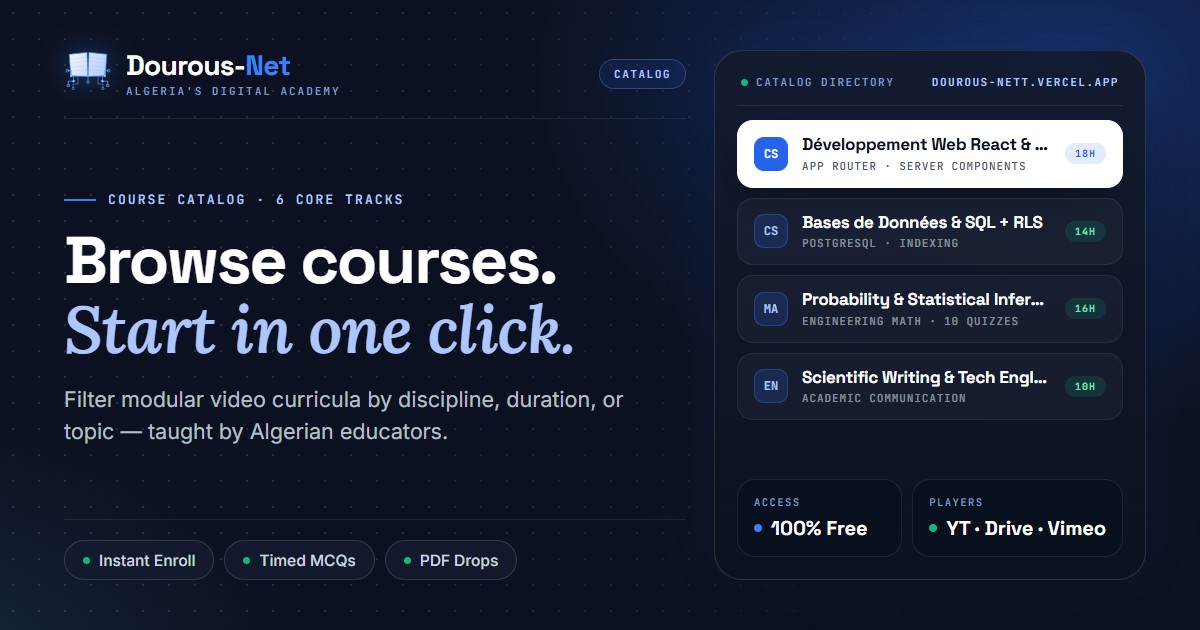 Dourous-Net
ALGERIA'S DIGITAL ACADEMY
CATALOG
COURSE CATALOG · 6 CORE TRACKS
Browse courses.
Start in one click.
Filter modular video curricula by discipline, duration, or
topic — taught by Algerian educators.
Instant Enroll
Timed MCQs
PDF Drops
CATALOG DIRECTORY
DOUROUS-NETT.VERCEL.APP
CS
Développement Web React & ...
APP ROUTER · SERVER COMPONENTS
18H
CS
Bases de Données & SQL + RLS
POSTGRESQL · INDEXING
14H
MA
Probability & Statistical Infer...
ENGINEERING MATH · 10 QUIZZES
16H
EN
Scientific Writing & Tech Engl...
ACADEMIC COMMUNICATION
10H
ACCESS
100% Free
PLAYERS
YT · Drive · Vimeo